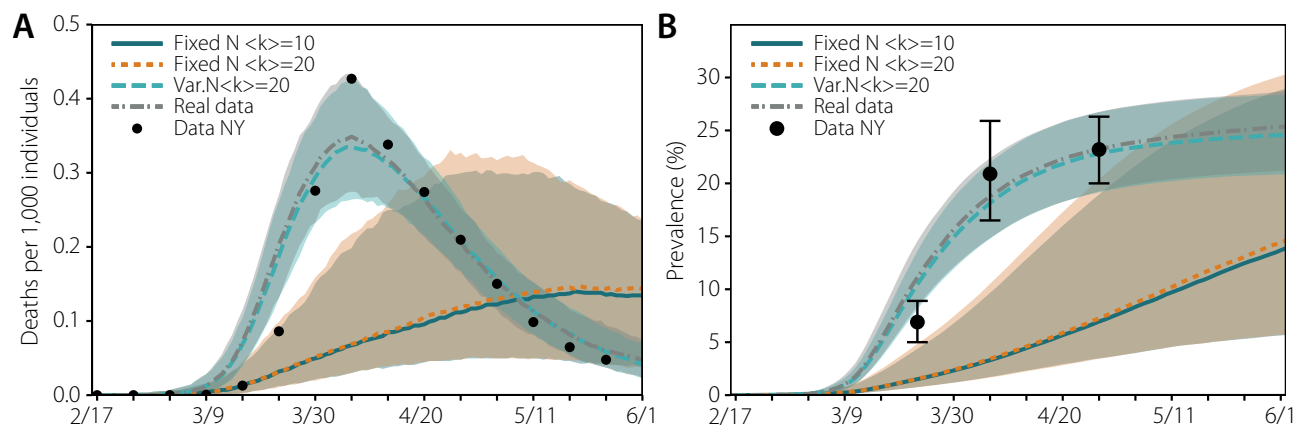 A
Deaths per 1,000 individuals
0.5
0.4
0.3
0.2
0.1
0.0
Fixed N <k>=10
Fixed N <k>=20
Var.N<k>=20
Real data
Data NY
2/17
3/9
3/30
4/20
5/11
6/1
B
Prevalence (%)
30
25
20
15
10
5
0
Fixed N <k>=10
Fixed N <k>=20
Var.N<k>=20
Real data
Data NY
2/17
3/9
3/30
4/20
5/11
6/1